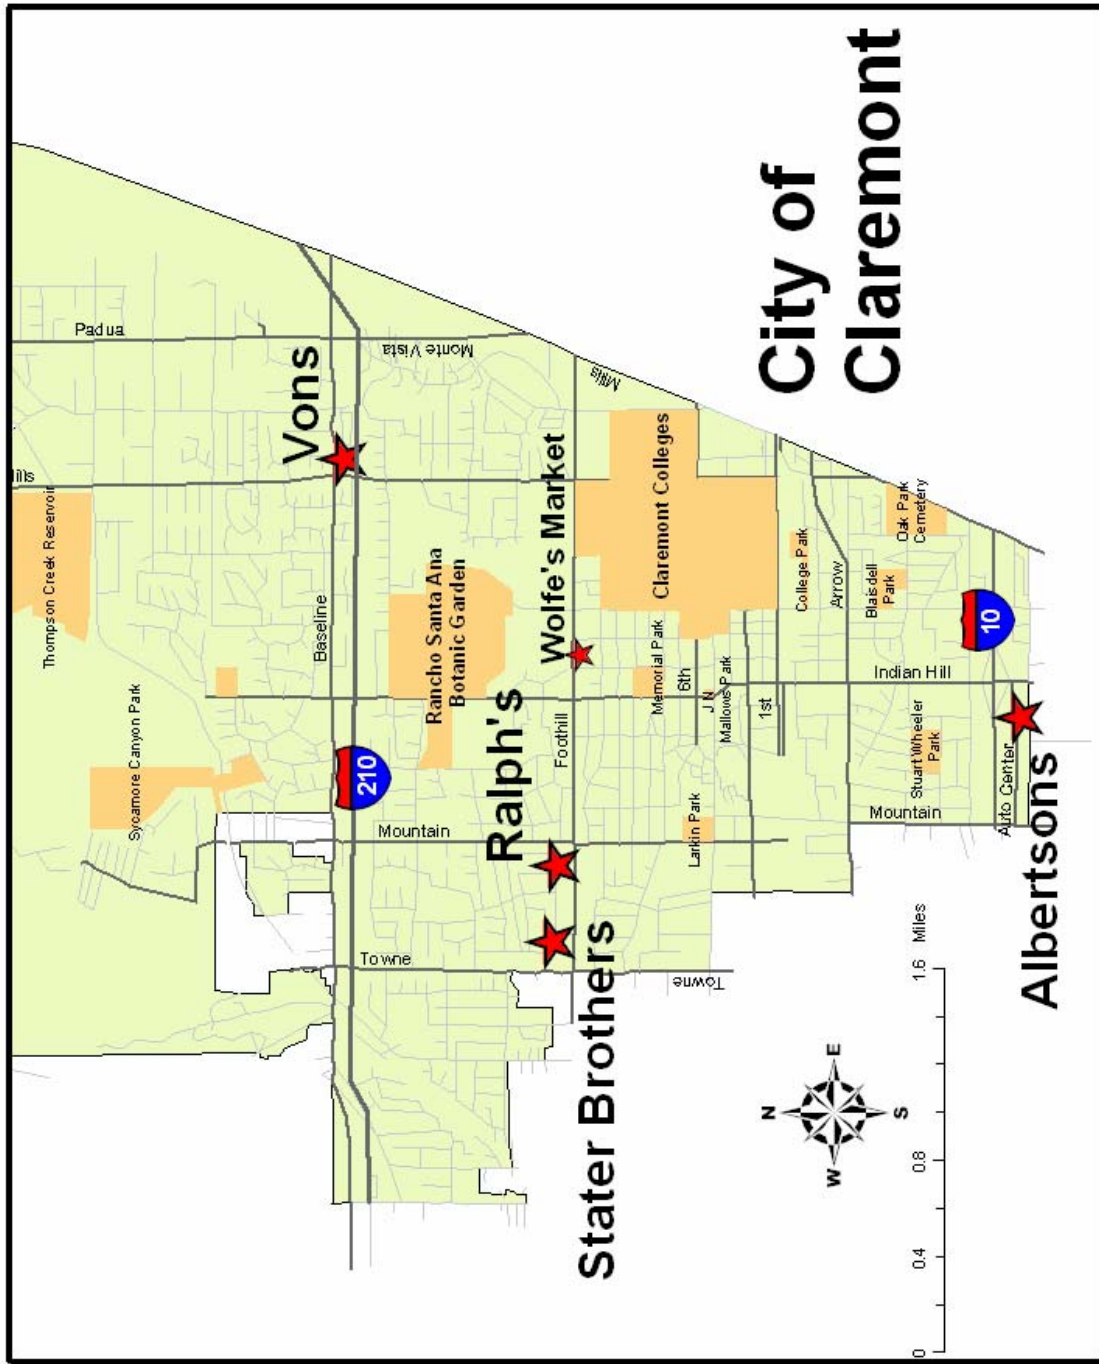 ills
Thompson Creek Reservoir
Padua
Sycamore Canyon Park
Vons
Baseline
210
Towne
Mountain
Monte Vista
Rancho Santa Ana
Botanic Garden
Ralph's
Wolfe's Market
Foothill
Stater Brothers
Mills
Claremont Colleges
Memorial Park
6th
Larkin Park
J N
Mallows Park
Towne
1st
College Park
Arrow
City of
Claremont
Blaisdell
Park
Oak Park
Cemetery
Indian Hill
Stuart Wheeler
Park
Mountain
10
Auto Center
Albertsons
N
W
E
S
0
0.4
0.8
1.6
Miles